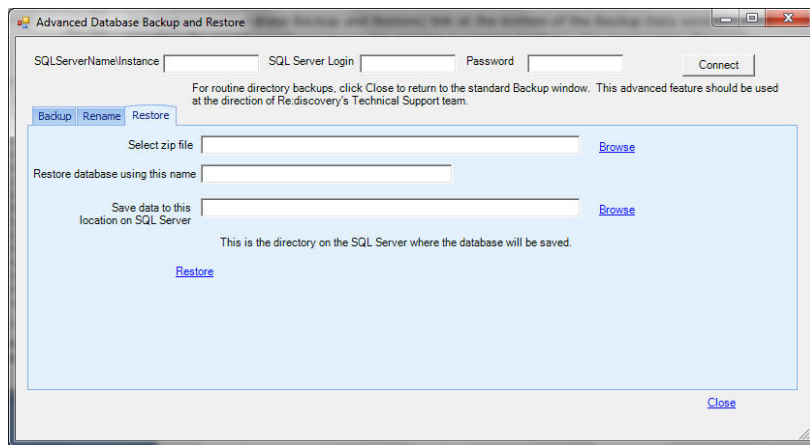 Advanced Database Backup and Restore
SQLServerName\Instance SQL Server Login Password Connect
For routine directory backups, click Close to return to the standard Backup window. This advanced feature should be used
at the direction of Re:discovery's Technical Support team.
Backup Rename Restore
Select zip file Browse
Restore database using this name
Save data to this
location on SQL Server Browse
This is the directory on the SQL Server where the database will be saved.
Restore
Close